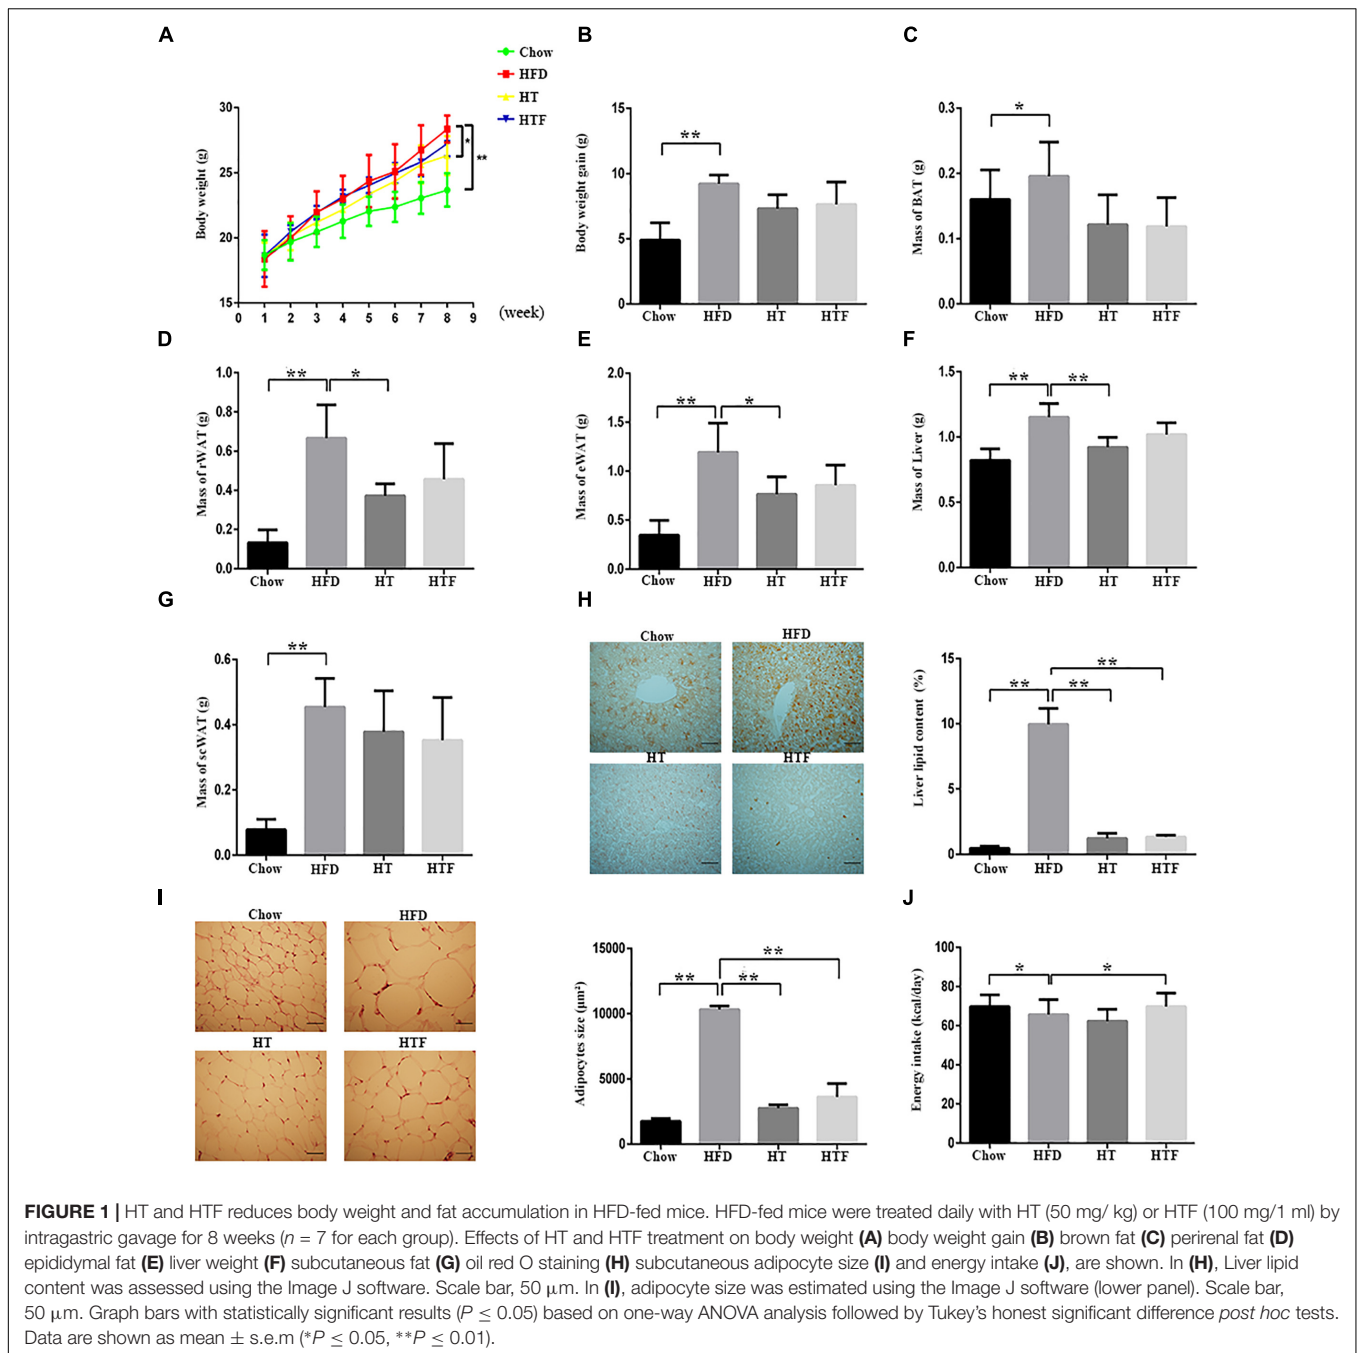 A
Chow
HFD
HT
HTF
Body weight (g)
30
25
20
15
0 1 2 3 4 5 6 7 8 9 (week)
*
**
B
Body weight gain (g)
15
10
5
0
**
Chow HFD HT HTF
C
Mass of BAT (g)
0.3
0.2
0.1
0.0
*
Chow HFD HT HTF
D
Mass of rWAT (g)
1.0
0.8
0.6
0.4
0.2
0.0
** *
Chow HFD HT HTF
E
Mass of eWAT (g)
2.0
1.5
1.0
0.5
0.0
** *
Chow HFD HT HTF
F
Mass of Liver (g)
1.5
1.0
0.5
0.0
** **
Chow HFD HT HTF
G
Mass of scWAT (g)
0.6
0.4
0.2
0.0
**
Chow HFD HT HTF
H
Chow HFD
HT HTF
Liver lipid content (%)
15
10
5
0
**
** **
Chow HFD HT HTF
I
Chow HFD
HT HTF
Adipocytes size (µm²)
15000
10000
5000
0
**
** **
Chow HFD HT HTF
J
Energy intake (kcal/day)
100
80
60
40
20
0
* *
Chow HFD HT HTF
FIGURE 1 | HT and HTF reduces body weight and fat accumulation in HFD-fed mice. HFD-fed mice were treated daily with HT (50 mg/ kg) or HTF (100 mg/1 ml) by
intragastric gavage for 8 weeks (n = 7 for each group). Effects of HT and HTF treatment on body weight (A) body weight gain (B) brown fat (C) perirenal fat (D)
epididymal fat (E) liver weight (F) subcutaneous fat (G) oil red O staining (H) subcutaneous adipocyte size (I) and energy intake (J), are shown. In (H), Liver lipid
content was assessed using the Image J software. Scale bar, 50 µm. In (I), adipocyte size was estimated using the Image J software (lower panel). Scale bar,
50 µm. Graph bars with statistically significant results (P ≤ 0.05) based on one-way ANOVA analysis followed by Tukey's honest significant difference post hoc tests.
Data are shown as mean ± s.e.m (*P ≤ 0.05, **P ≤ 0.01).